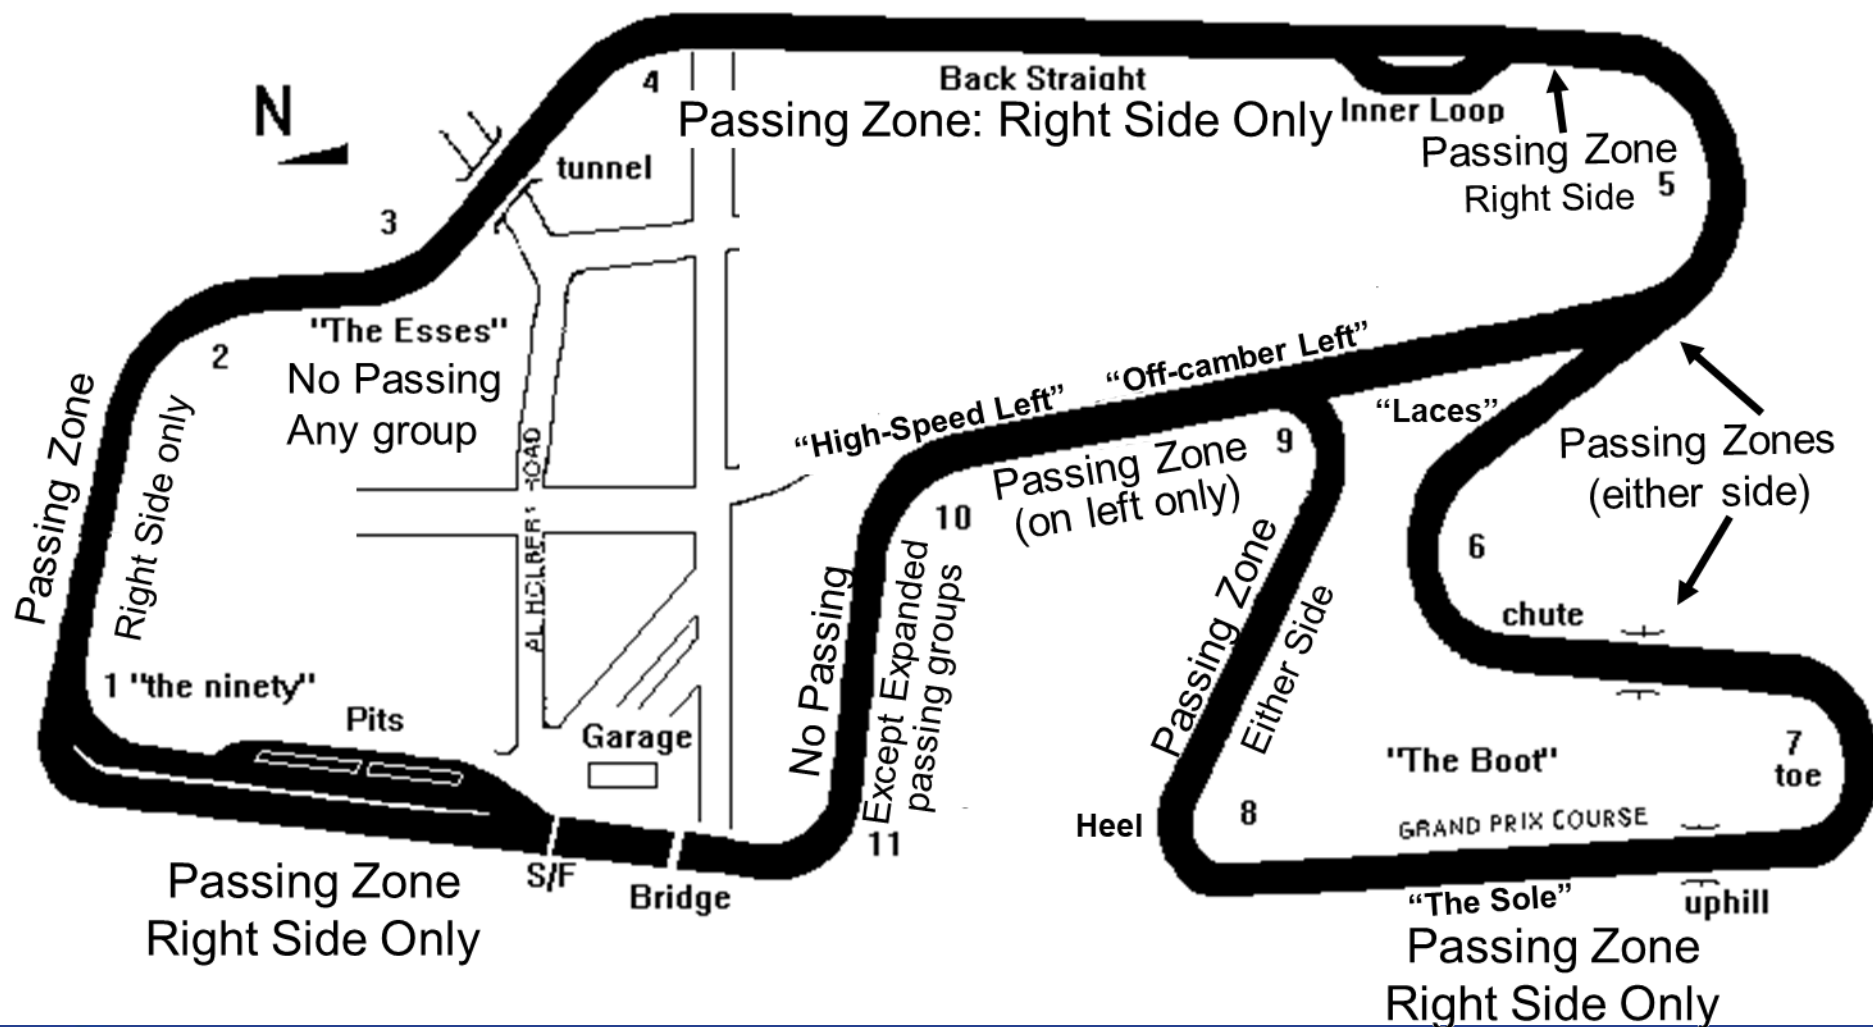 N
4
Back Straight
Passing Zone: Right Side Only
Inner Loop
Passing Zone
Right Side
5
tunnel
3
"The Esses"
2
No Passing
Any group
Passing Zone
Right Side only
“High-Speed Left”
“Off-camber Left”
“Laces”
Passing Zones
(either side)
9
Passing Zone
(on left only)
10
6
chute
ROAD
No Passing
Except Expanded
passing groups
Passing Zone
Either Side
1 "the ninety"
Pits
Garage
"The Boot"
7
toe
Heel
8
GRAND PRIX COURSE
11
S/F
Bridge
Passing Zone
Right Side Only
“The Sole”
uphill
Passing Zone
Right Side Only